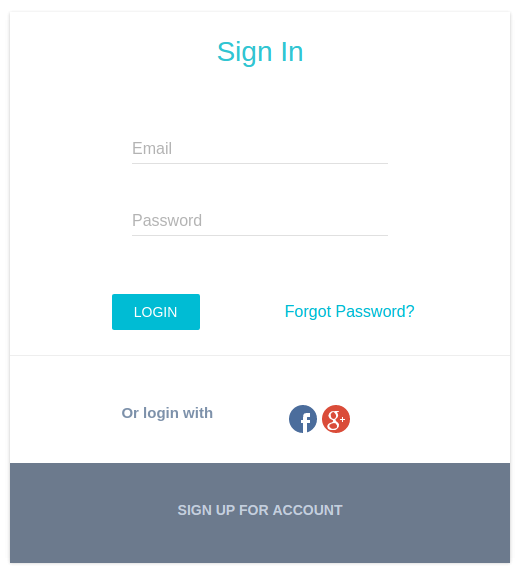 Sign In
Email
Password
LOGIN
Forgot Password?
Or login with
f g+
SIGN UP FOR ACCOUNT